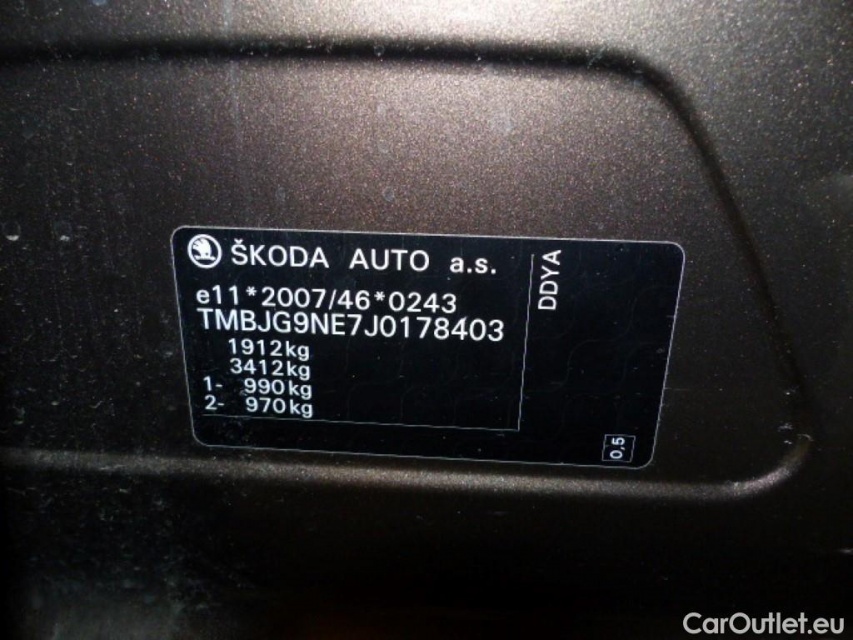 ŠKODA AUTO a.s.
e11*2007/46*0243
TMBJG9NE7J0178403
1912kg
3412kg
1- 990kg
2- 970kg
DDYA
0,5
CarOutlet.eu